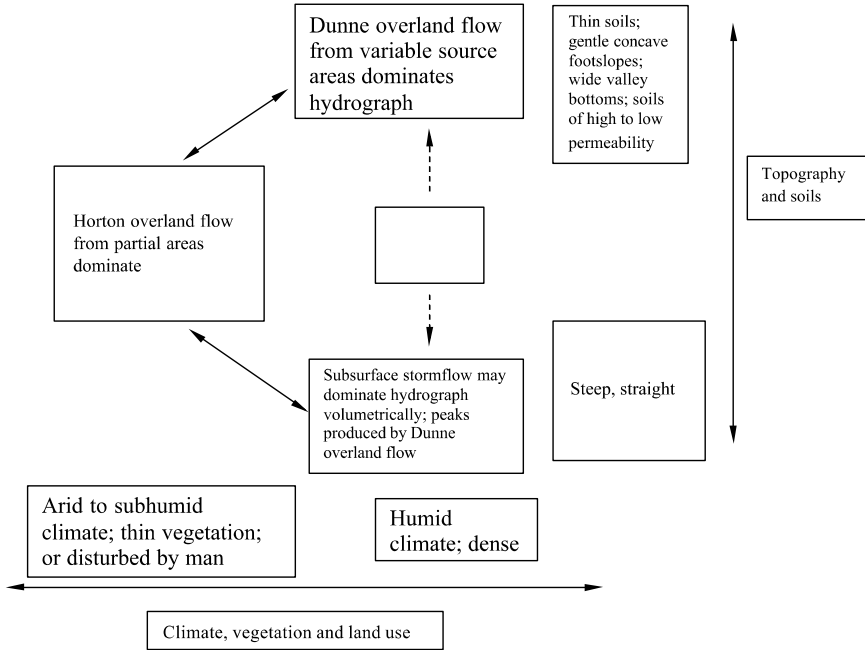 Dunne overland flow
from variable source
areas dominates
hydrograph
Thin soils;
gentle concave
footslopes;
wide valley
bottoms; soils
of high to low
permeability
Topography
and soils
Horton overland flow
from partial areas
dominate
Subsurface stormflow may
dominate hydrograph
volumetrically; peaks
produced by Dunne
overland flow
Steep, straight
Arid to subhumid
climate; thin vegetation;
or disturbed by man
Humid
climate; dense
Climate, vegetation and land use